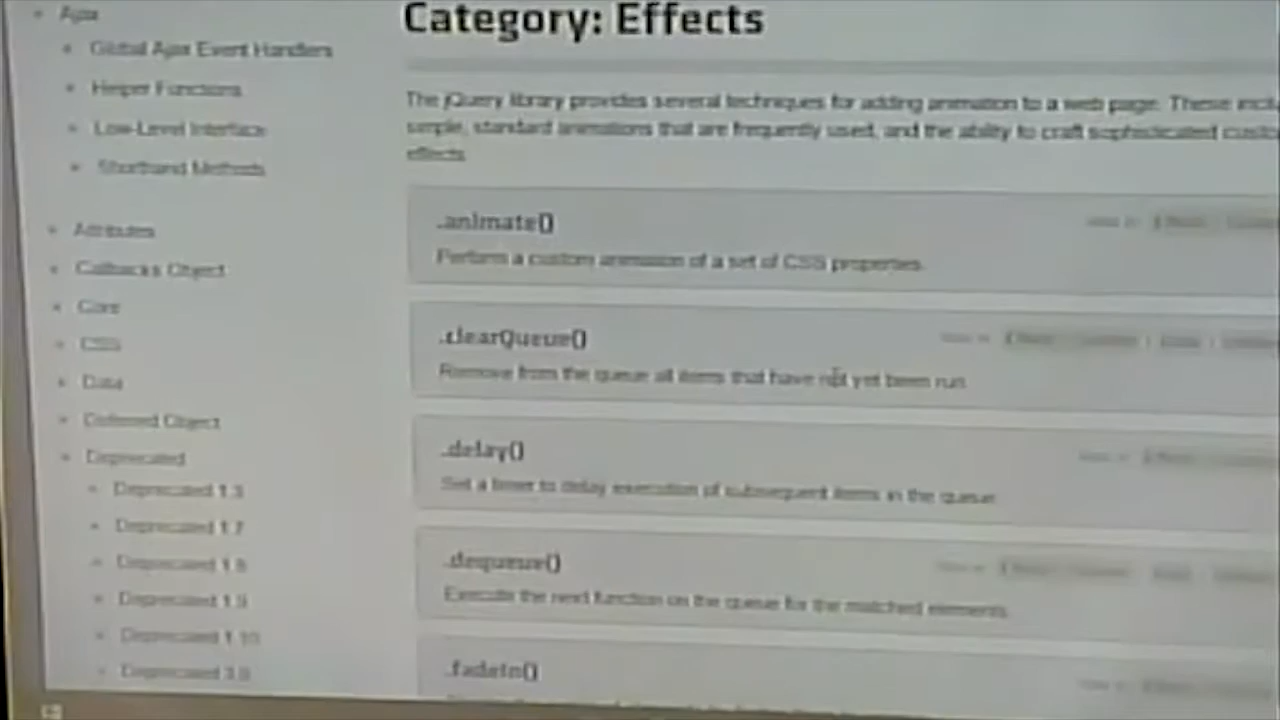 Ajax
Global Ajax Event Handlers
Helper Functions
Low-Level Interface
Shorthand Methods
Attributes
Callbacks Object
Core
CSS
Data
Deferred Object
Deprecated
Deprecated 1.3
Deprecated 1.7
Deprecated 1.8
Deprecated 1.9
Deprecated 1.10
Deprecated 3.0
Category: Effects
The jQuery library provides several techniques for adding animation to a web page. These incl
simple, standard animations that are frequently used, and the ability to craft sophisticated custo
effects.
.animate()
Perform a custom animation of a set of CSS properties.
.clearQueue()
Remove from the queue all items that have not yet been run.
.delay()
Set a timer to delay execution of subsequent items in the queue.
.dequeue()
Execute the next function on the queue for the matched elements.
.fadeIn()